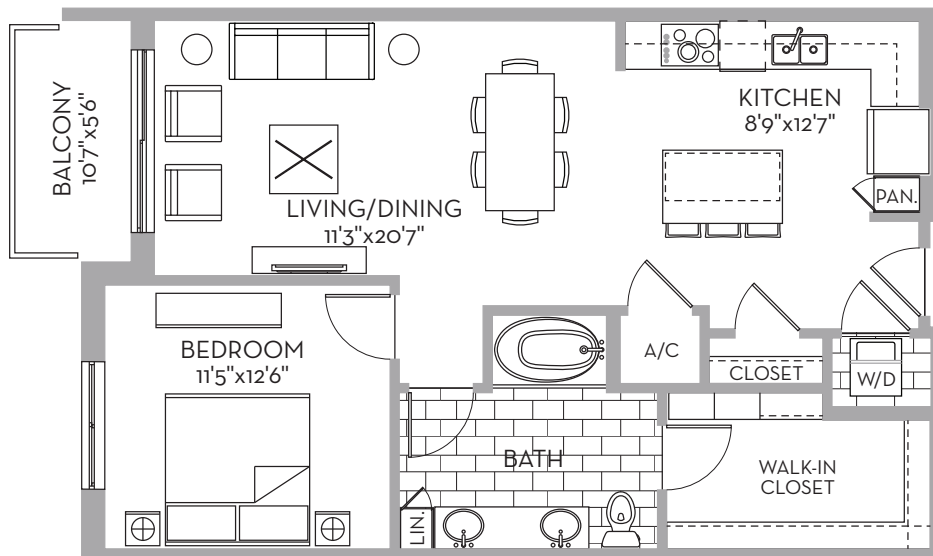 BALCONY
10'7"x5'6"
KITCHEN
8'9"x12'7"
PAN.
LIVING/DINING
11'3"x20'7"
BEDROOM
11'5"x12'6"
A/C
CLOSET
W/D
BATH
WALK-IN
CLOSET
LIN.